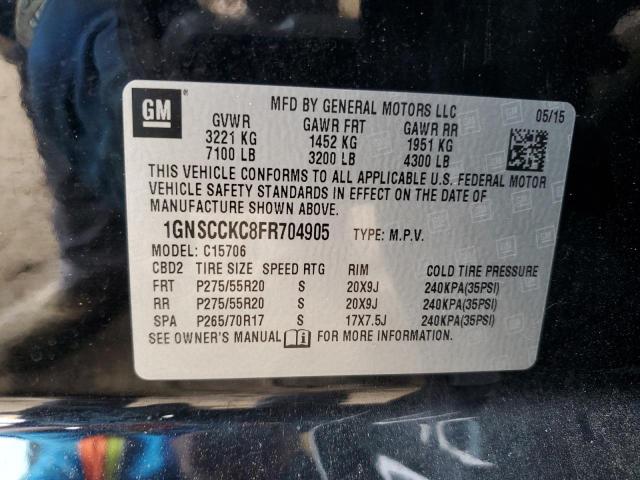 GM
MFD BY GENERAL MOTORS LLC 05/15
GVWR GAWR FRT GAWR RR
3221 KG 1452 KG 1951 KG
7100 LB 3200 LB 4300 LB
THIS VEHICLE CONFORMS TO ALL APPLICABLE U.S. FEDERAL MOTOR
VEHICLE SAFETY STANDARDS IN EFFECT ON THE DATE OF
MANUFACTURE SHOWN ABOVE.
1GNSCCKC8FR704905 TYPE: M.P.V.
MODEL: C15706
CBD2 TIRE SIZE SPEED RTG RIM COLD TIRE PRESSURE
FRT P275/55R20 S 20X9J 240KPA(35PSI)
RR P275/55R20 S 20X9J 240KPA(35PSI)
SPA P265/70R17 S 17X7.5J 240KPA(35PSI)
SEE OWNER'S MANUAL FOR MORE INFORMATION